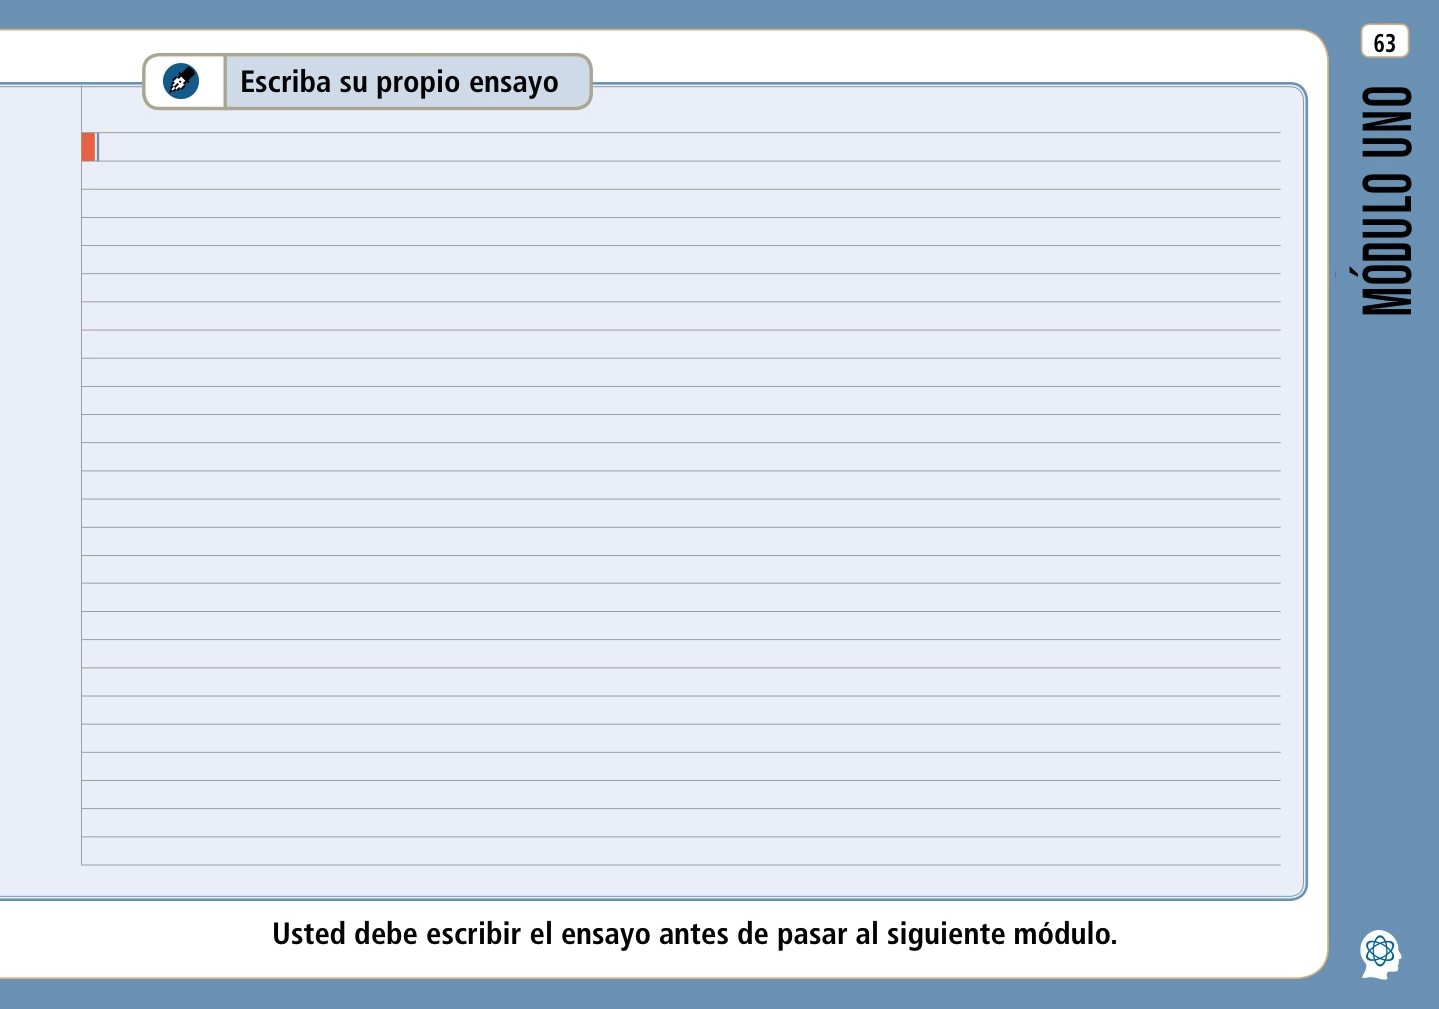 63
MÓDULO UNO
Escriba su propio ensayo
Usted debe escribir el ensayo antes de pasar al siguiente módulo.